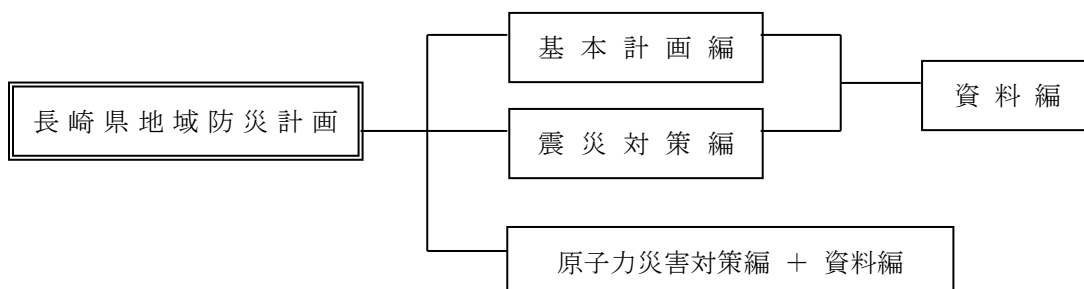 長崎県地域防災計画
基本計画編
震災対策編
原子力災害対策編 ＋ 資料編
資料編